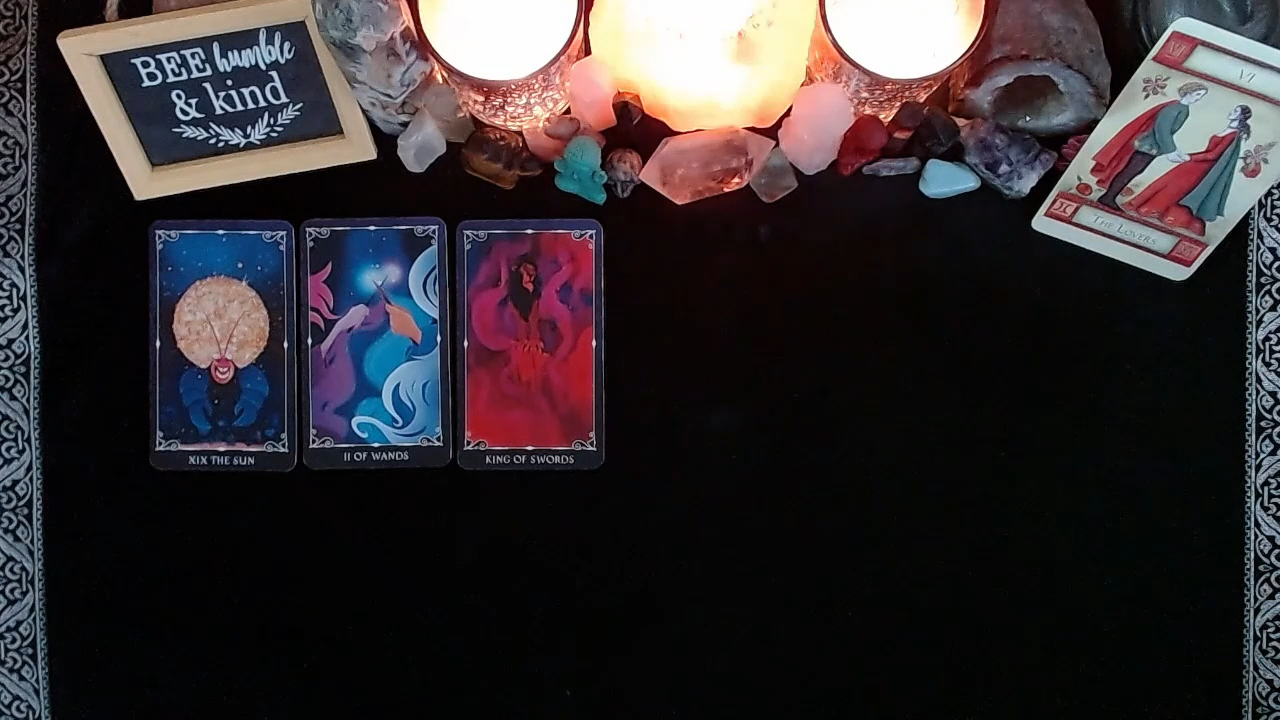 BEE humble
& kind
VI
VI
THE LOVERS
XIX THE SUN
II OF WANDS
KING OF SWORDS